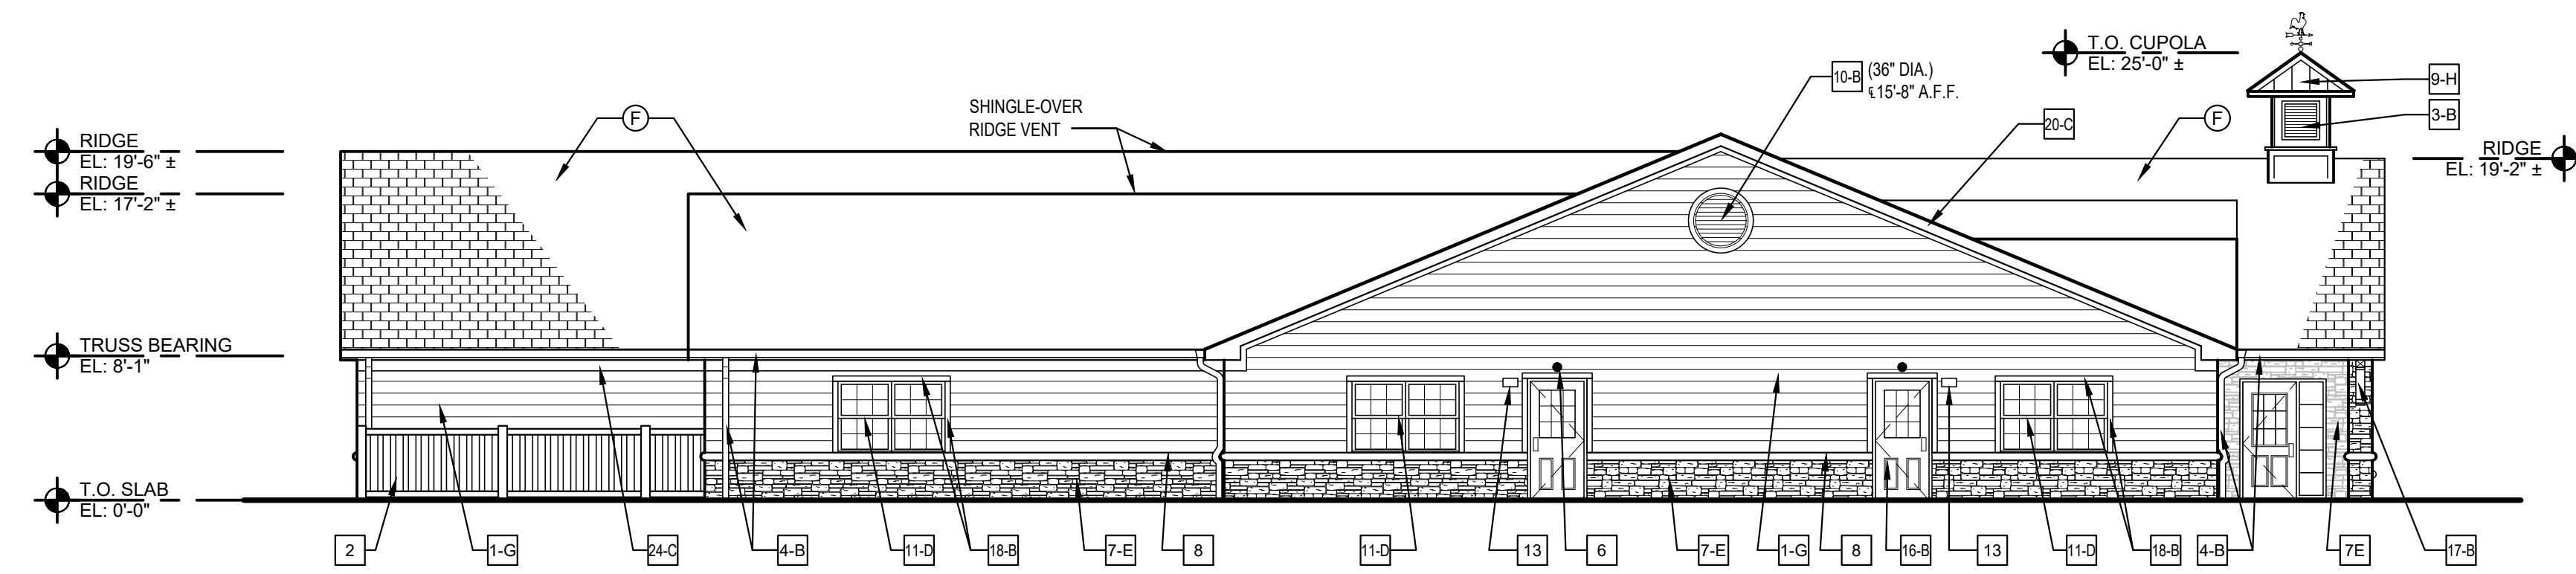 T.O. CUPOLA
EL: 25'-0" ±
10-B (36" DIA.)
℄15'-8" A.F.F.
9-H
3-B
SHINGLE-OVER
RIDGE VENT
F
20-C
F
RIDGE
EL: 19'-6" ±
RIDGE
EL: 17'-2" ±
RIDGE
EL: 19'-2" ±
TRUSS BEARING
EL: 8'-1"
T.O. SLAB
EL: 0'-0"
2 1-G 24-C 4-B 11-D 18-B 7-E 8 11-D 13 6 7-E 1-G 8 16-B 13 11-D 18-B 4-B 7E 17-B